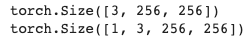 torch.Size([3, 256, 256])
torch.Size([1, 3, 256, 256])